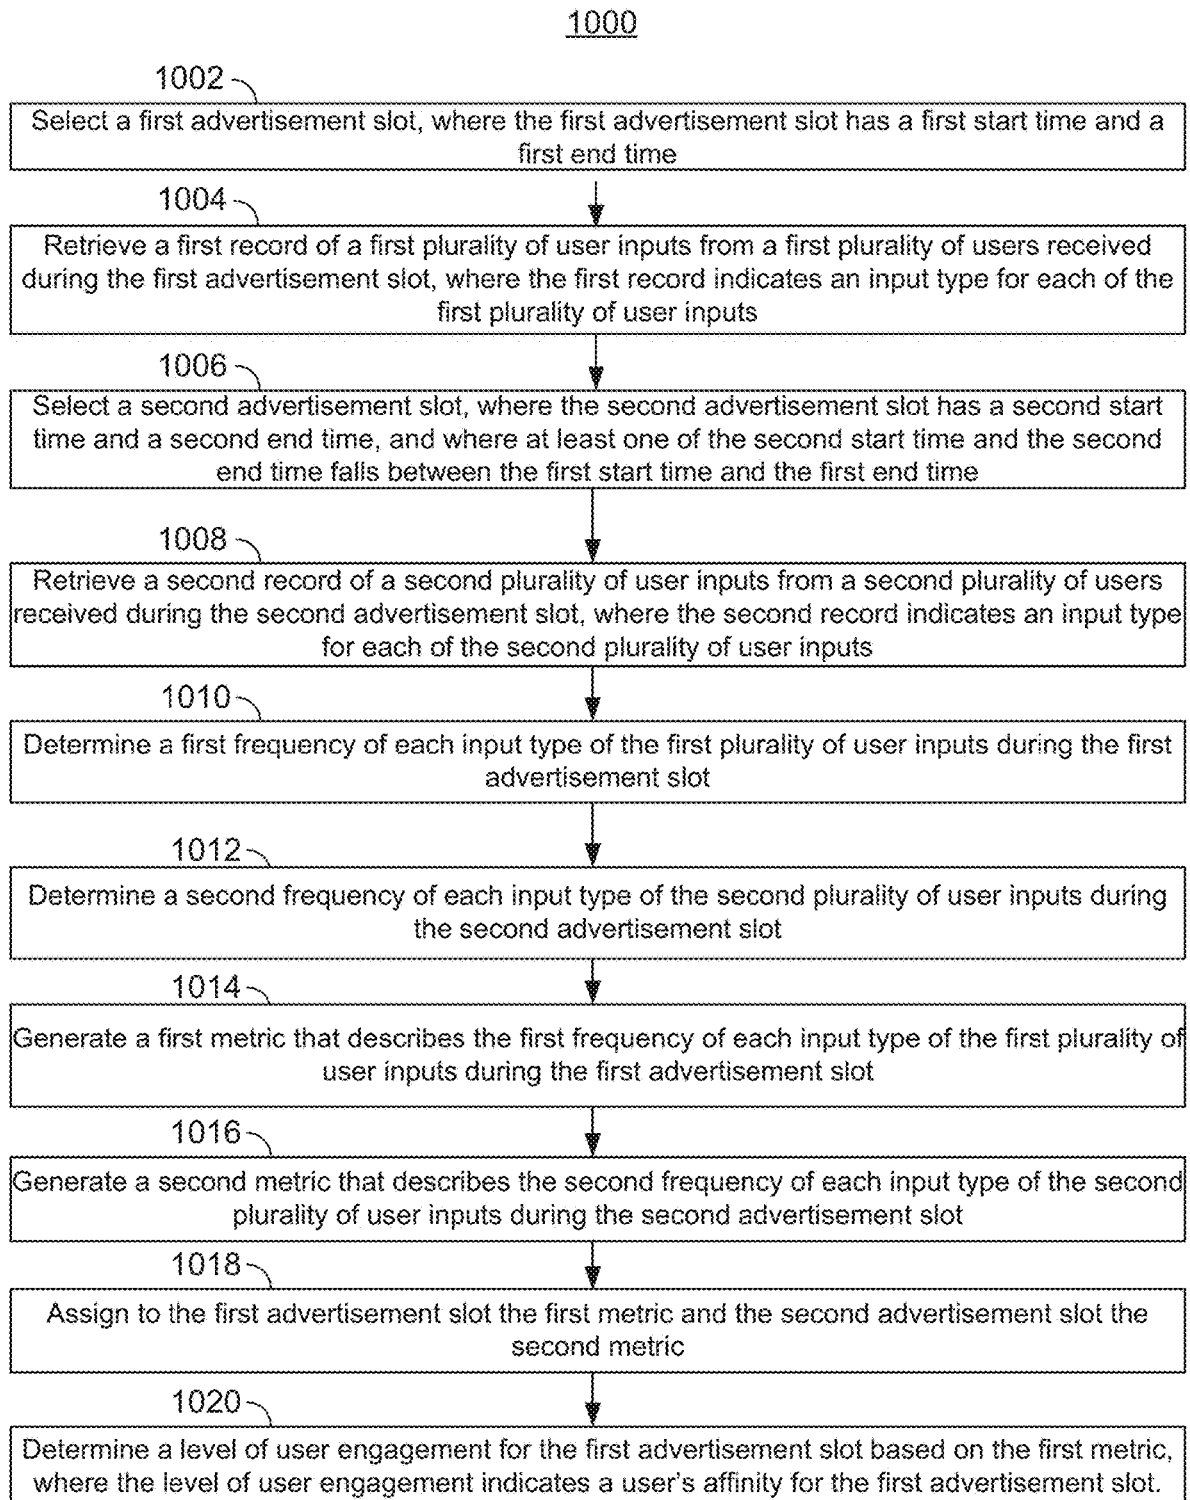 1000
1002
Select a first advertisement slot, where the first advertisement slot has a first start time and a
first end time
1004
Retrieve a first record of a first plurality of user inputs from a first plurality of users received
during the first advertisement slot, where the first record indicates an input type for each of the
first plurality of user inputs
1006
Select a second advertisement slot, where the second advertisement slot has a second start
time and a second end time, and where at least one of the second start time and the second
end time falls between the first start time and the first end time
1008
Retrieve a second record of a second plurality of user inputs from a second plurality of users
received during the second advertisement slot, where the second record indicates an input type
for each of the second plurality of user inputs
1010
Determine a first frequency of each input type of the first plurality of user inputs during the first
advertisement slot
1012
Determine a second frequency of each input type of the second plurality of user inputs during
the second advertisement slot
1014
Generate a first metric that describes the first frequency of each input type of the first plurality of
user inputs during the first advertisement slot
1016
Generate a second metric that describes the second frequency of each input type of the second
plurality of user inputs during the second advertisement slot
1018
Assign to the first advertisement slot the first metric and the second advertisement slot the
second metric
1020
Determine a level of user engagement for the first advertisement slot based on the first metric,
where the level of user engagement indicates a user's affinity for the first advertisement slot.